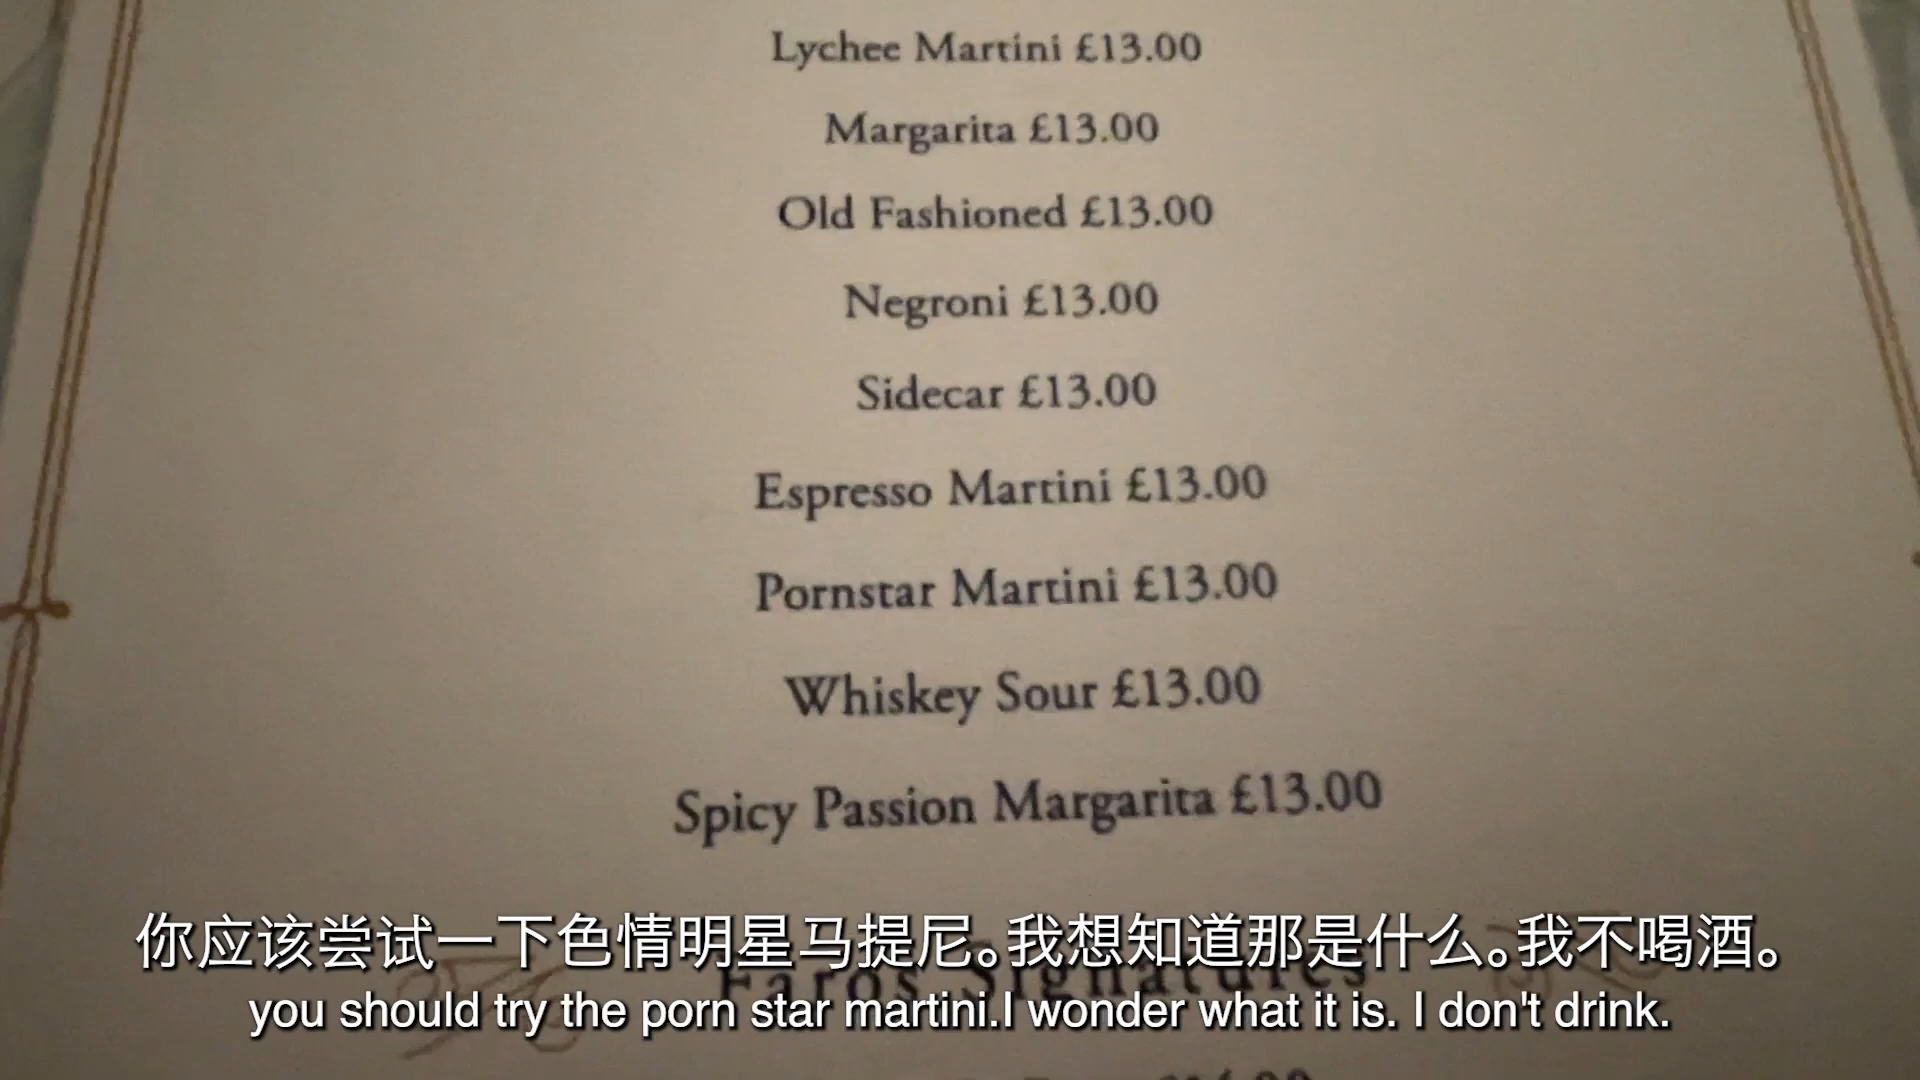 Lychee Martini £13.00
Margarita £13.00
Old Fashioned £13.00
Negroni £13.00
Sidecar £13.00
Espresso Martini £13.00
Pornstar Martini £13.00
Whiskey Sour £13.00
Spicy Passion Margarita £13.00
Faros Signatures
你应该尝试一下色情明星马提尼。我想知道那是什么。我不喝酒。
you should try the porn star martini.I wonder what it is. I don't drink.